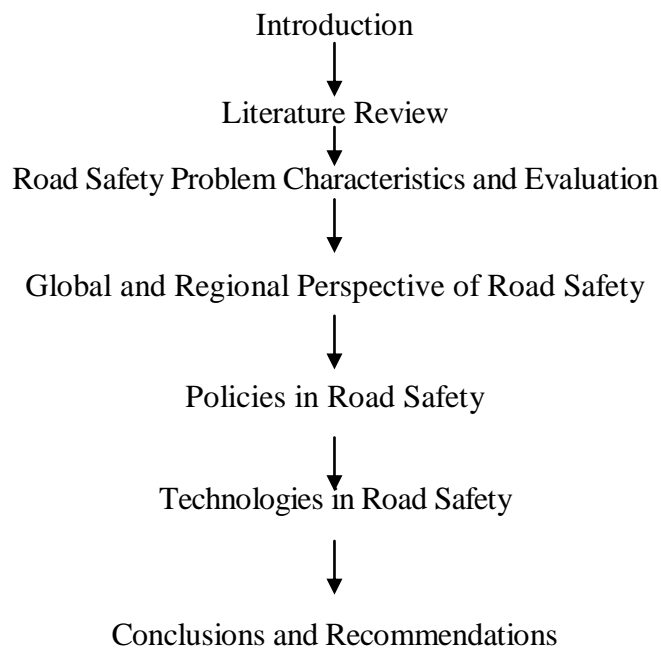 Introduction
Literature Review
Road Safety Problem Characteristics and Evaluation
Global and Regional Perspective of Road Safety
Policies in Road Safety
Technologies in Road Safety
Conclusions and Recommendations